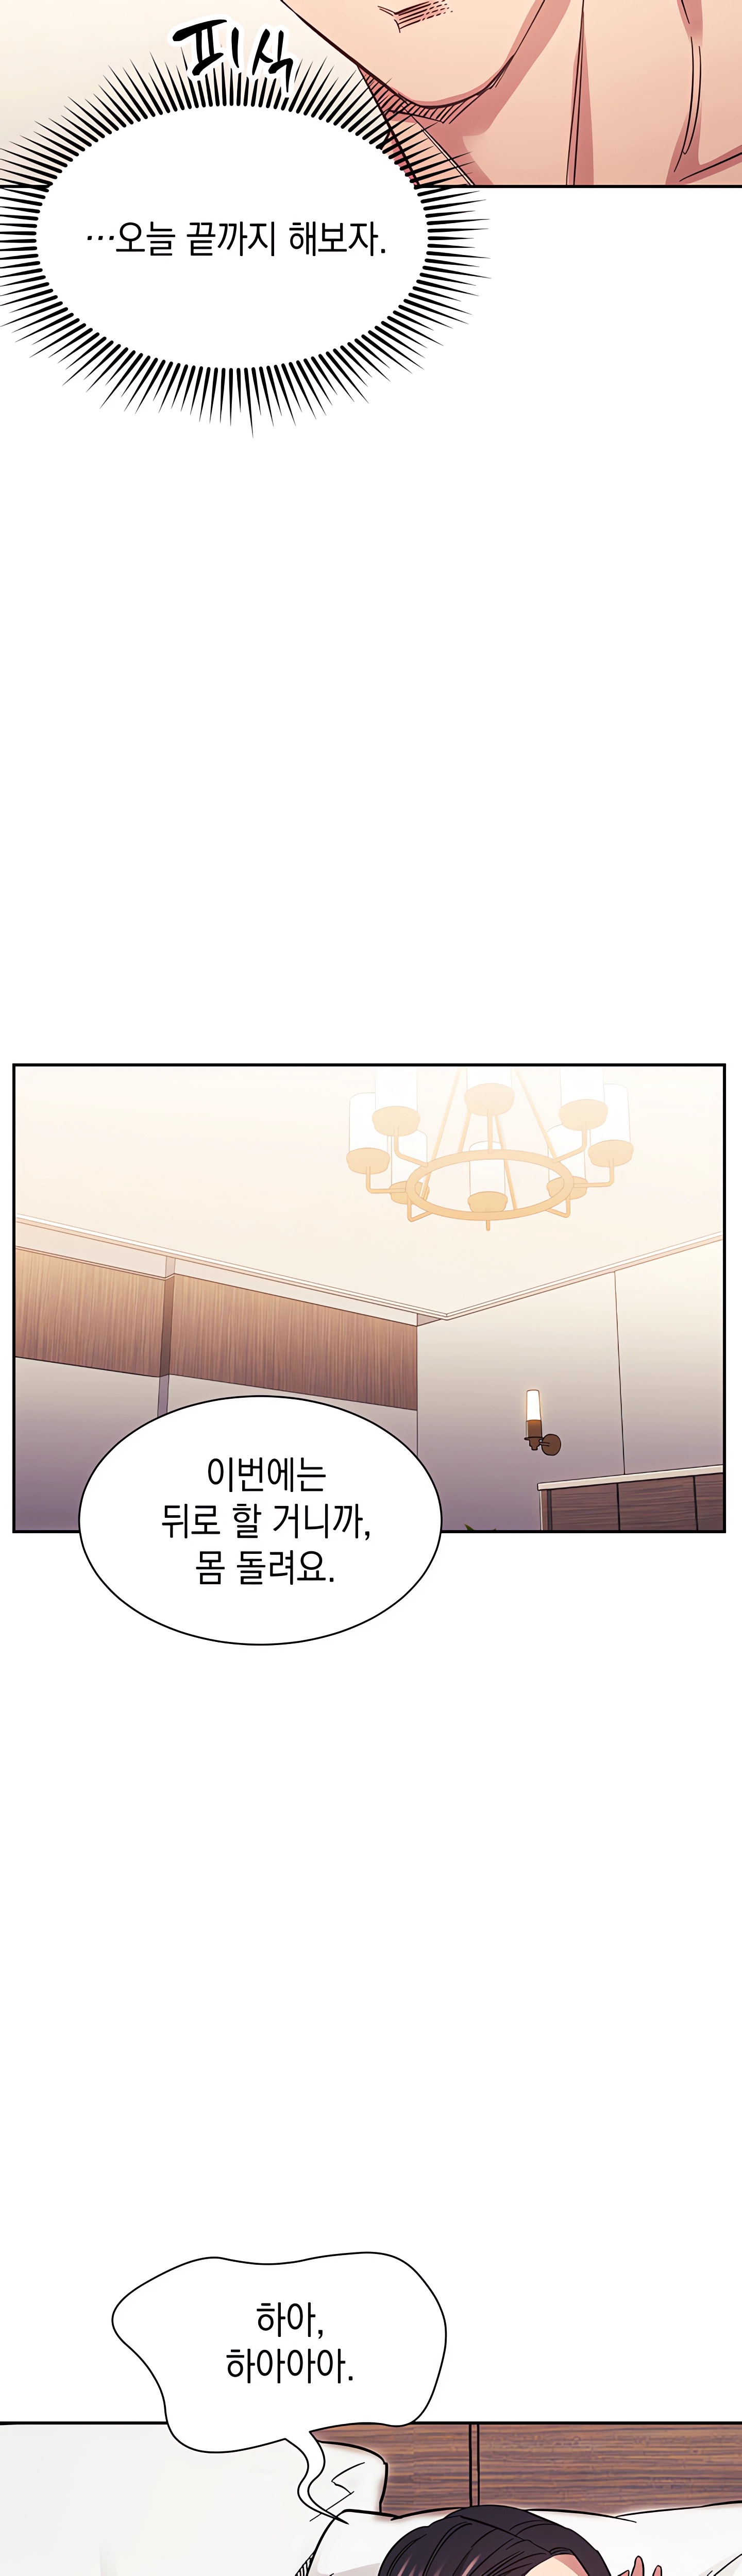 피식
…오늘 끝까지 해보자.
이번에는
뒤로 할 거니까,
몸 돌려요.
하아,
하아아아.